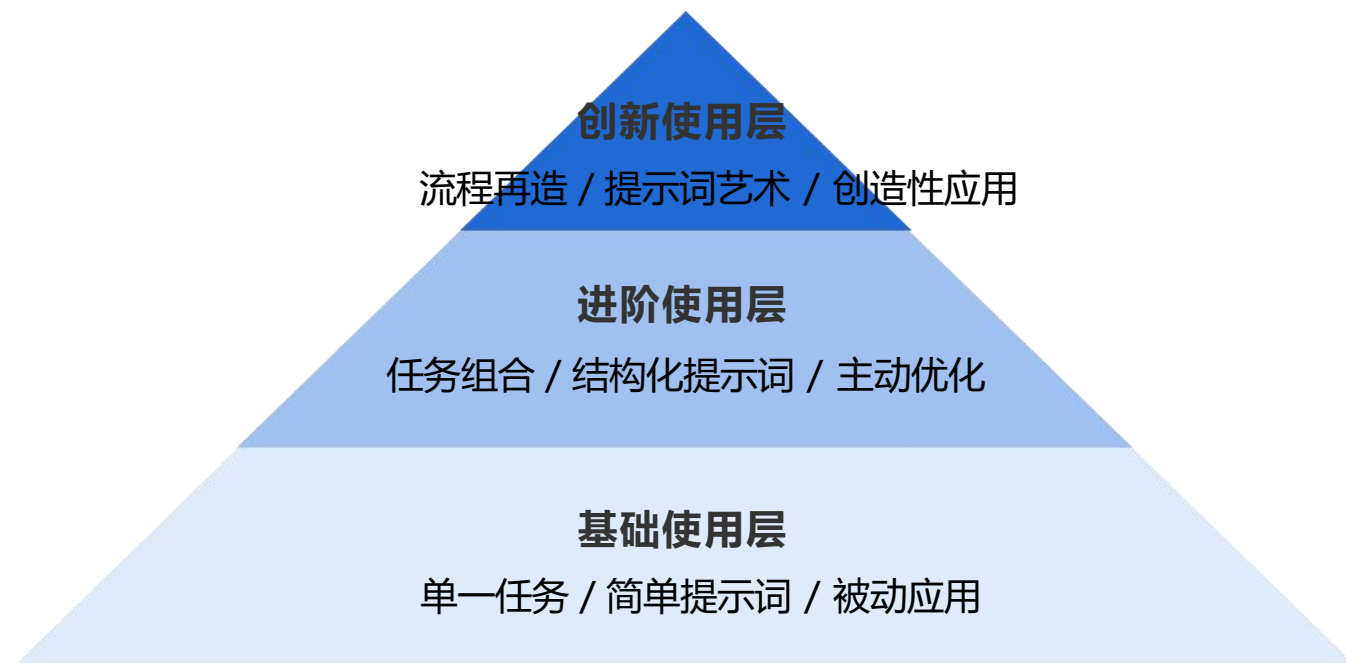 创新使用层
流程再造 / 提示词艺术 / 创造性应用
进阶使用层
任务组合 / 结构化提示词 / 主动优化
基础使用层
单一任务 / 简单提示词 / 被动应用